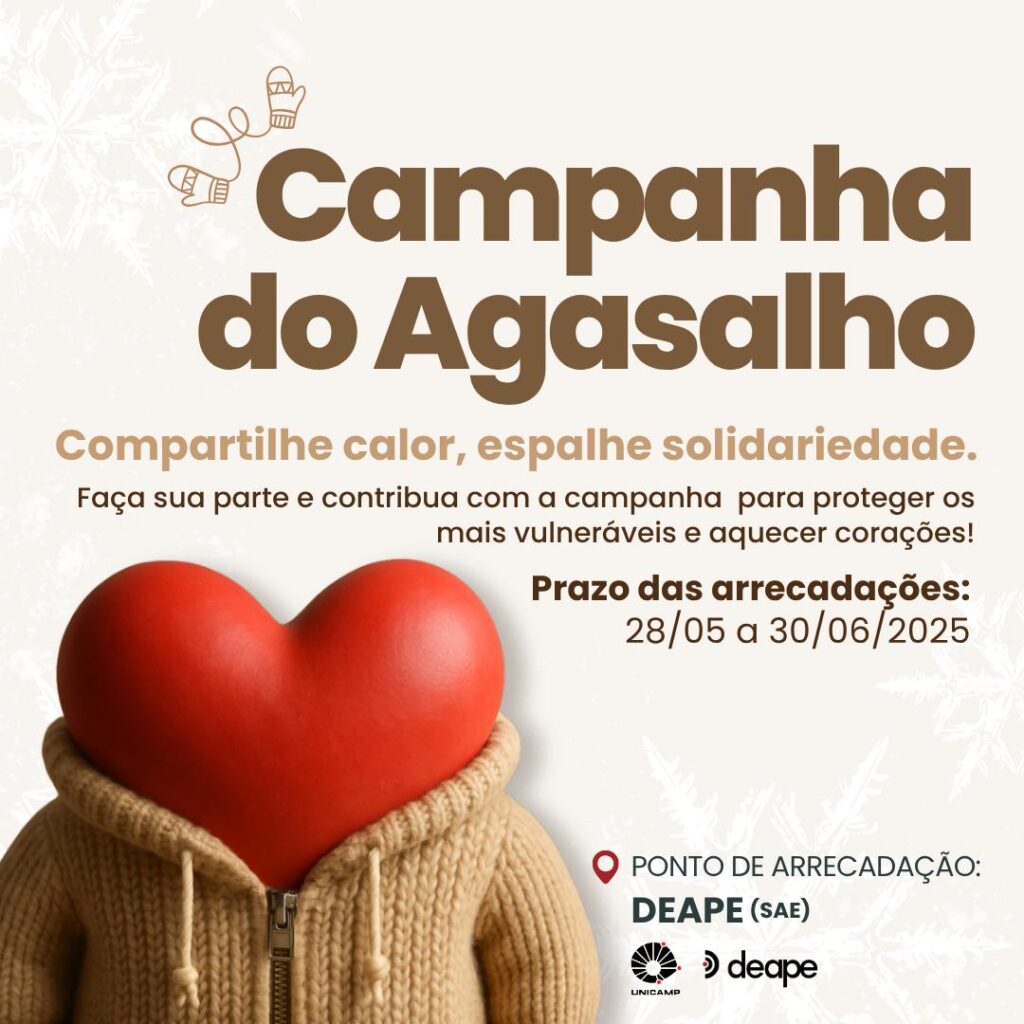 Campanha
do Agasalho
Compartilhe calor, espalhe solidariedade.
Faça sua parte e contribua com a campanha para proteger os
mais vulneráveis e aquecer corações!
Prazo das arrecadações:
28/05 a 30/06/2025
PONTO DE ARRECADAÇÃO:
DEAPE (SAE)
UNICAMP deape